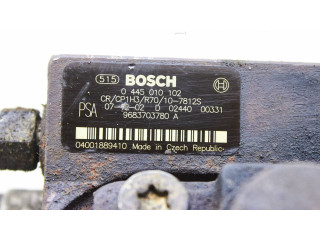 515 BOSCH
0 445 010 102
CR/CP1H3/R70/10-7812S
07-12-02 D 02440 00331
PSA 9683703780 A
04001889410 Made in Czech Republic